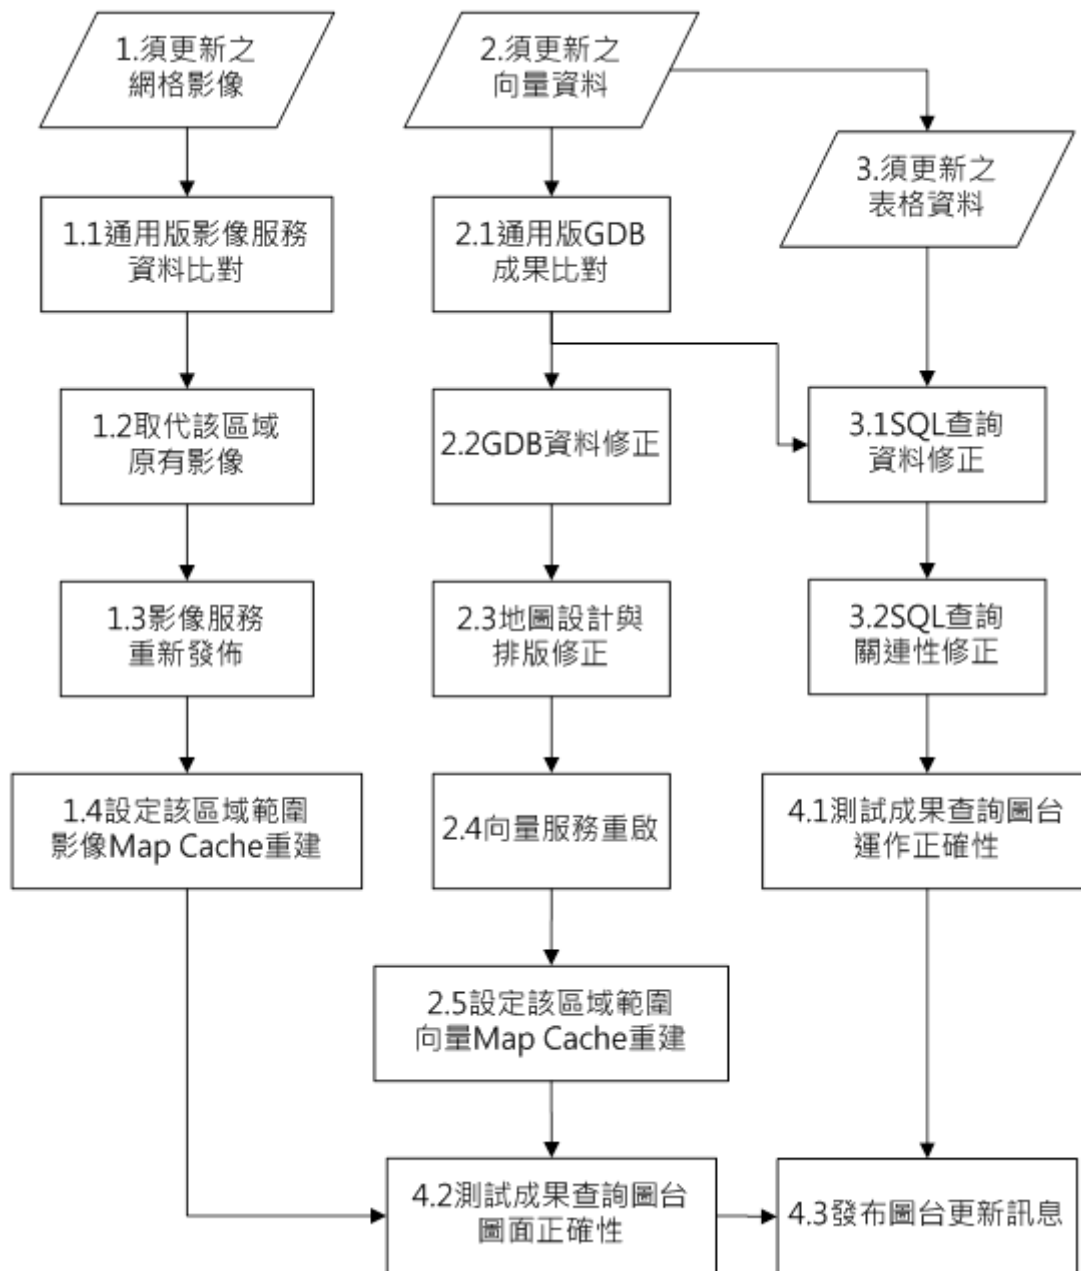 1.須更新之
網格影像
2.須更新之
向量資料
3.須更新之
表格資料
1.1通用版影像服務
資料比對
2.1通用版GDB
成果比對
1.2取代該區域
原有影像
2.2GDB資料修正
3.1SQL查詢
資料修正
1.3影像服務
重新發佈
2.3地圖設計與
排版修正
3.2SQL查詢
關連性修正
1.4設定該區域範圍
影像Map Cache重建
2.4向量服務重啟
4.1測試成果查詢圖台
運作正確性
2.5設定該區域範圍
向量Map Cache重建
4.2測試成果查詢圖台
圖面正確性
4.3發布圖台更新訊息